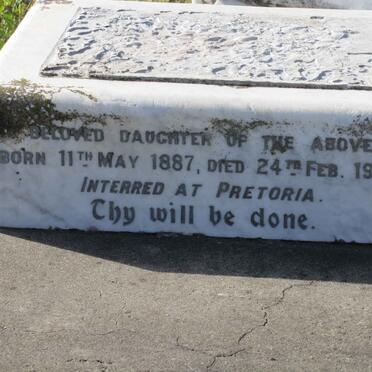 BELOVED DAUGHTER OF THE ABOVE
BORN 11TH MAY 1887, DIED 24TH FEB. 19
INTERRED AT PRETORIA.
Thy will be done.